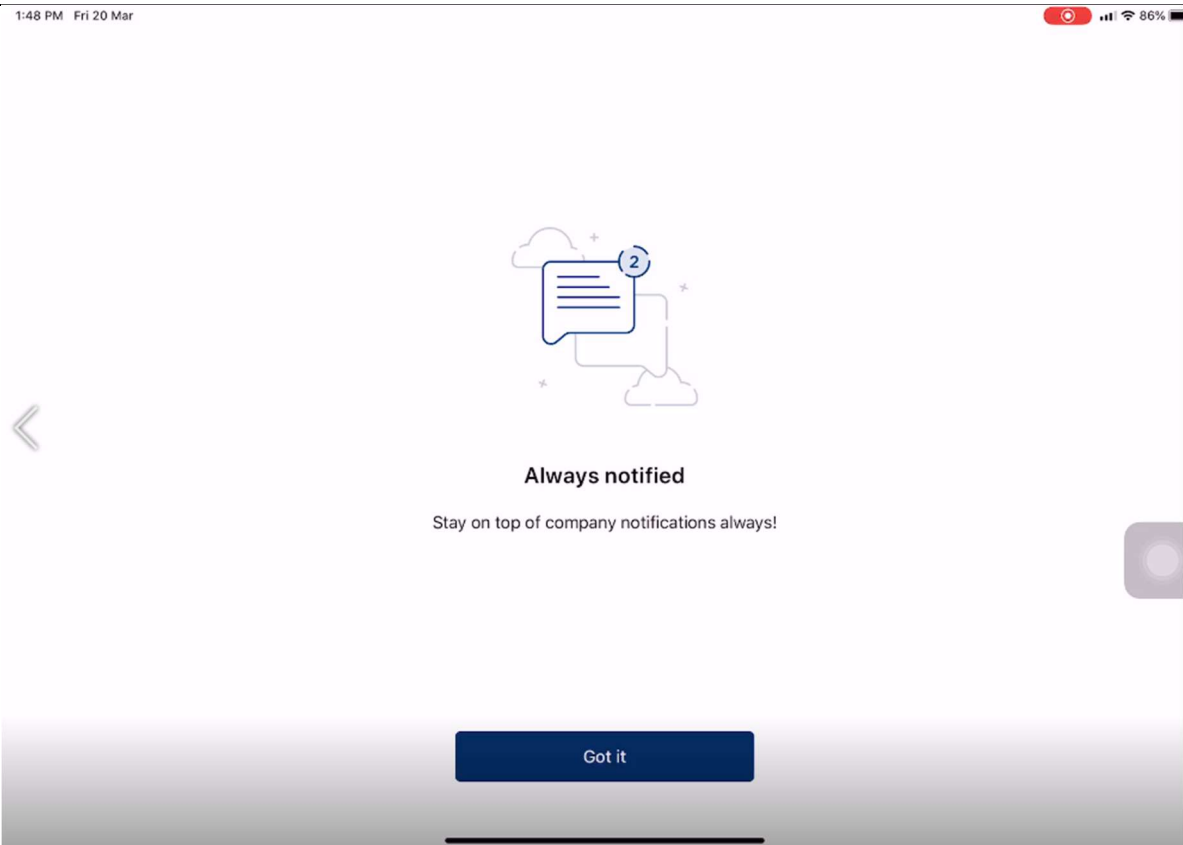 1:48 PM Fri 20 Mar
86%
2
Always notified
Stay on top of company notifications always!
Got it